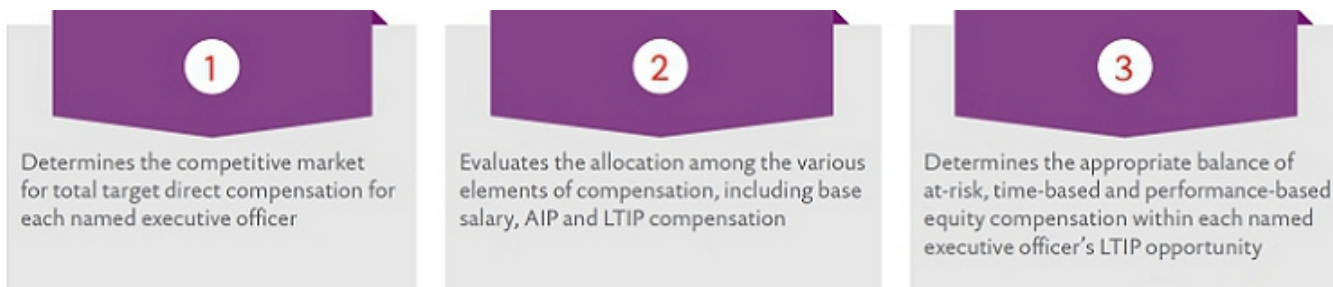 1
Determines the competitive market
for total target direct compensation for
each named executive officer
2
Evaluates the allocation among the various
elements of compensation, including base
salary, AIP and LTIP compensation
3
Determines the appropriate balance of
at-risk, time-based and performance-based
equity compensation within each named
executive officer’s LTIP opportunity